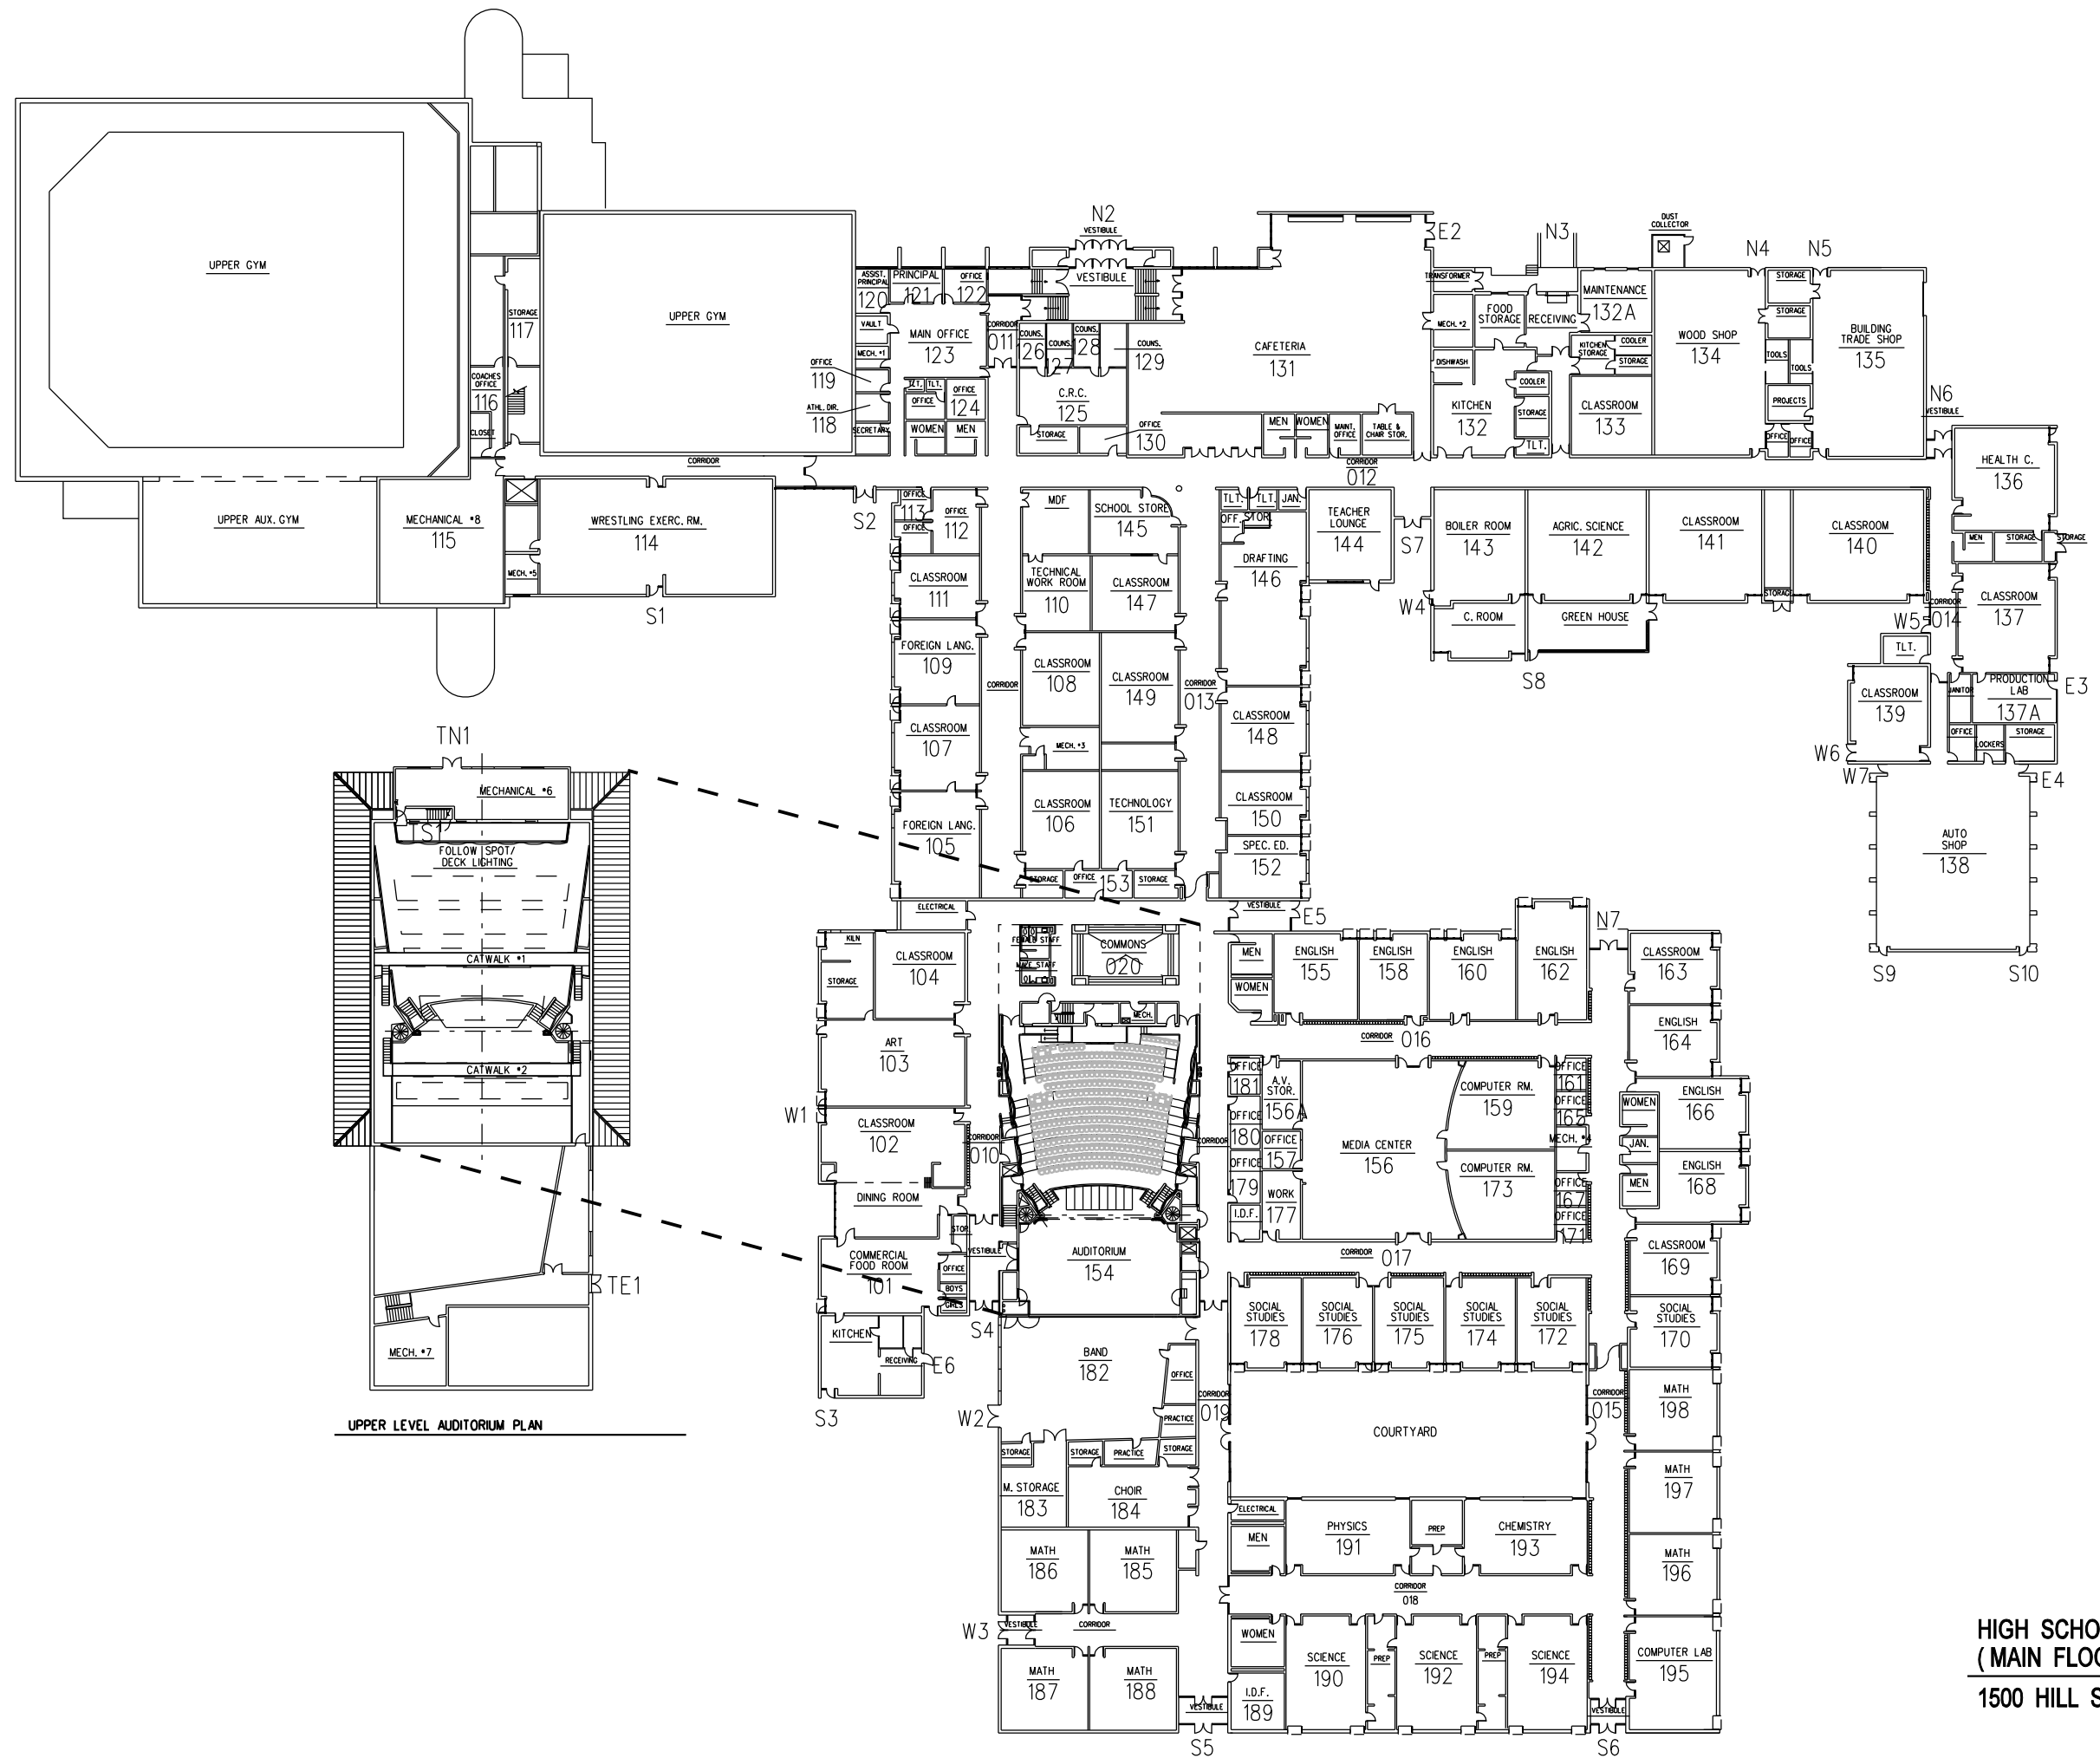 N2
VESTIBULE
VESTIBULE
E2
N3
DUST
COLLECTOR
N4
N5
UPPER GYM
UPPER GYM
STORAGE
117
COACHES
OFFICE
116
CLOSET
ASSIST.
PRINCIPAL
120
PRINCIPAL
121
OFFICE
122
VAULT
MECH. #1
MAIN OFFICE
123
OFFICE
119
ATHL. DIR.
118
SECRETARY
TLT.
TLT.
OFFICE
OFFICE
124
WOMEN
MEN
CORRIDOR
011
COUNS.
126
COUNS.
127
COUNS.
128
COUNS.
129
C.R.C.
125
STORAGE
OFFICE
130
CAFETERIA
131
MEN
WOMEN
MAINT.
OFFICE
TABLE &
CHAIR STOR.
TRANSFORMER
MECH. #2
FOOD
STORAGE
RECEIVING
MAINTENANCE
132A
DISHWASH
KITCHEN
STORAGE
COOLER
STORAGE
COOLER
STORAGE
TLT.
KITCHEN
132
CLASSROOM
133
WOOD SHOP
134
STORAGE
STORAGE
TOOLS
TOOLS
PROJECTS
OFFICE
OFFICE
BUILDING
TRADE SHOP
135
N6
VESTIBULE
CORRIDOR
CORRIDOR
012
HEALTH C.
136
MEN
STORAGE
STORAGE
UPPER AUX. GYM
MECHANICAL #8
115
MECH. #5
WRESTLING EXERC. RM.
114
S1
S2
OFFICE
113
OFFICE
OFFICE
112
CLASSROOM
111
FOREIGN LANG.
109
CLASSROOM
107
FOREIGN LANG.
105
CORRIDOR
MDF
SCHOOL STORE
145
TECHNICAL
WORK ROOM
110
CLASSROOM
147
CLASSROOM
108
CLASSROOM
149
MECH. #3
CLASSROOM
106
TECHNOLOGY
151
STORAGE
OFFICE
153
STORAGE
CORRIDOR
013
TLT.
TLT.
JAN.
OFF.
STOR.
DRAFTING
146
CLASSROOM
148
CLASSROOM
150
SPEC. ED.
152
TEACHER
LOUNGE
144
S7
BOILER ROOM
143
AGRIC. SCIENCE
142
CLASSROOM
141
CLASSROOM
140
STORAGE
W4
C. ROOM
GREEN HOUSE
S8
W5
CORRIDOR
014
CLASSROOM
137
TLT.
CLASSROOM
139
JANITOR
PRODUCTION
LAB
137A
E3
OFFICE
LOCKERS
STORAGE
W6
W7
E4
AUTO
SHOP
138
S9
S10
TN1
MECHANICAL #6
TS1
FOLLOW SPOT/
DECK LIGHTING
CATWALK #1
CATWALK #2
TE1
MECH. #7
UPPER LEVEL AUDITORIUM PLAN
ELECTRICAL
VESTIBULE
E5
KILN
STORAGE
CLASSROOM
104
ART
103
W1
CLASSROOM
102
DINING ROOM
COMMERCIAL
FOOD ROOM
101
STOR.
OFFICE
BOYS
GIRLS
VESTIBULE
KITCHEN
RECEIVING
S4
E6
S3
CORRIDOR
010
FEMALE STAFF
MALE STAFF
COMMONS
020
MECH.
AUDITORIUM
154
CORRIDOR
MEN
WOMEN
ENGLISH
155
ENGLISH
158
ENGLISH
160
ENGLISH
162
N7
CORRIDOR
016
CLASSROOM
163
ENGLISH
164
ENGLISH
166
ENGLISH
168
WOMEN
JAN.
MEN
CLASSROOM
169
SOCIAL
STUDIES
170
OFFICE
181
OFFICE
180
OFFICE
179
I.D.F.
A.V.
STOR.
156A
OFFICE
157
WORK
177
MEDIA CENTER
156
COMPUTER RM.
159
COMPUTER RM.
173
OFFICE
161
OFFICE
165
MECH. #4
OFFICE
167
OFFICE
171
CORRIDOR
017
SOCIAL
STUDIES
178
SOCIAL
STUDIES
176
SOCIAL
STUDIES
175
SOCIAL
STUDIES
174
SOCIAL
STUDIES
172
BAND
182
OFFICE
PRACTICE
W2
CORRIDOR
019
COURTYARD
CORRIDOR
015
MATH
198
MATH
197
MATH
196
COMPUTER LAB
195
STORAGE
STORAGE
PRACTICE
STORAGE
M. STORAGE
183
CHOIR
184
ELECTRICAL
MEN
PHYSICS
191
PREP
CHEMISTRY
193
MATH
186
MATH
185
CORRIDOR
018
W3
VESTIBULE
CORRIDOR
MATH
187
MATH
188
VESTIBULE
S5
WOMEN
I.D.F.
189
SCIENCE
190
PREP
SCIENCE
192
PREP
SCIENCE
194
VESTIBULE
S6
HIGH SCHO
(MAIN FLOO
1500 HILL S